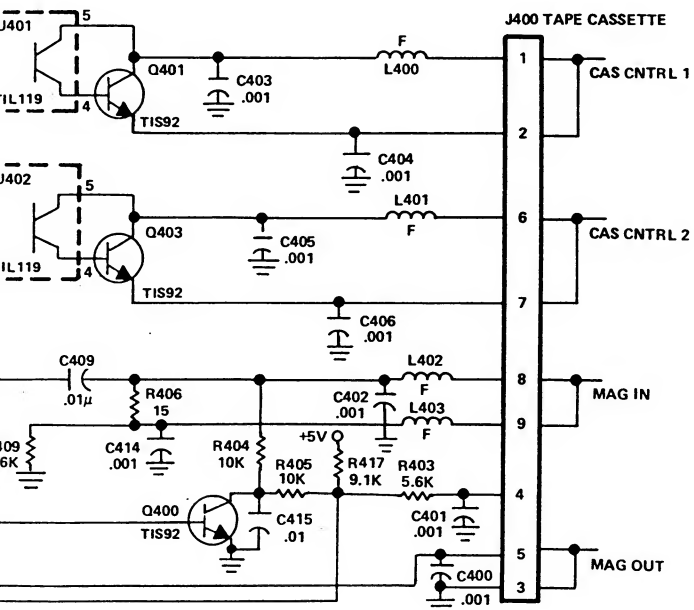 J400 TAPE CASSETTE
5
J401
F
L400
1
Q401
C403
.001
CAS CNTRL 1
TIL119
4
TIS92
2
C404
.001
J402
5
L401
F
6
Q403
C405
.001
CAS CNTRL 2
IL119
4
TIS92
7
C406
.001
C409
.01µ
L402
F
8
R406
15
C402
.001
MAG IN
L403
F
9
409
6K
C414
.001
R404
10K
+5V
R405
10K
R417
9.1K
R403
5.6K
4
Q400
TIS92
C415
.01
C401
.001
5
MAG OUT
C400
.001
3